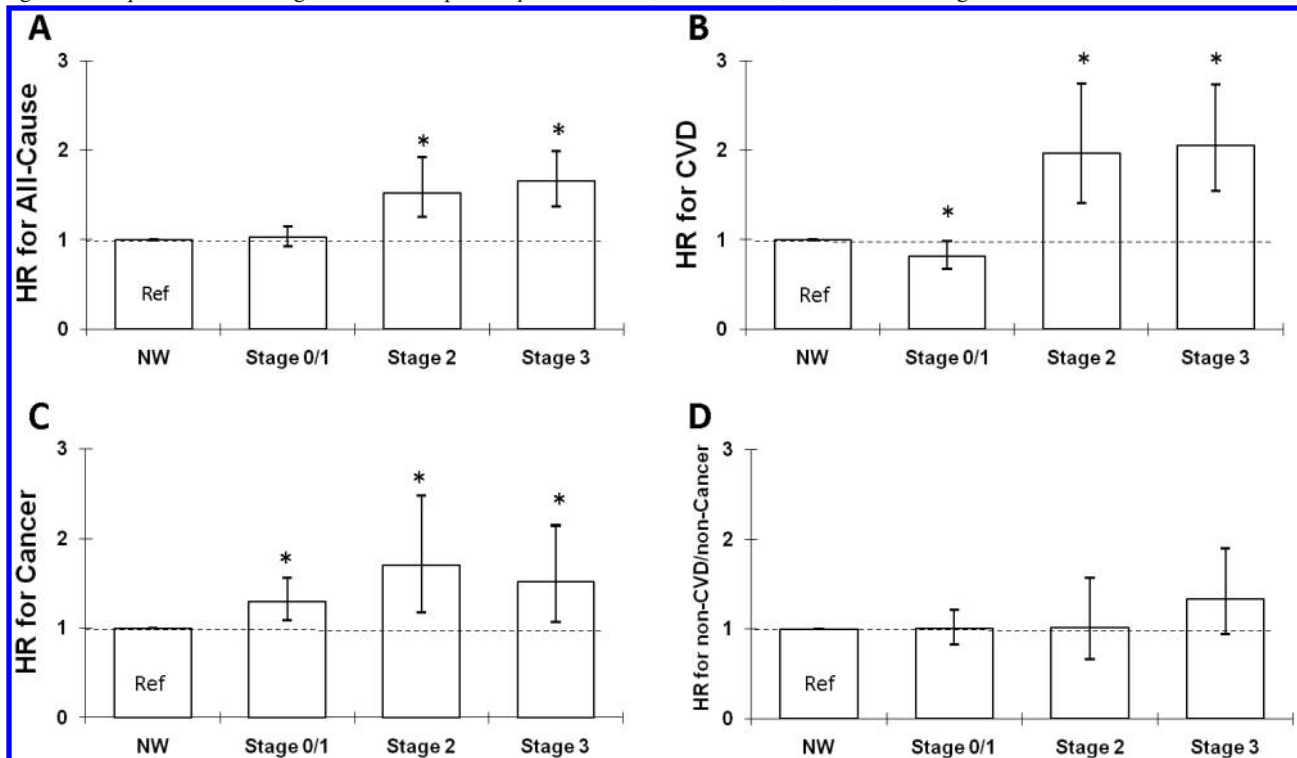 A
HR for All-Cause
3
2
1
0
*
*
Ref
NW Stage 0/1 Stage 2 Stage 3
B
HR for CVD
3
2
1
0
*
*
*
Ref
NW Stage 0/1 Stage 2 Stage 3
C
HR for Cancer
3
2
1
0
*
*
*
Ref
NW Stage 0/1 Stage 2 Stage 3
D
HR for non-CVD/non-Cancer
3
2
1
0
Ref
NW Stage 0/1 Stage 2 Stage 3